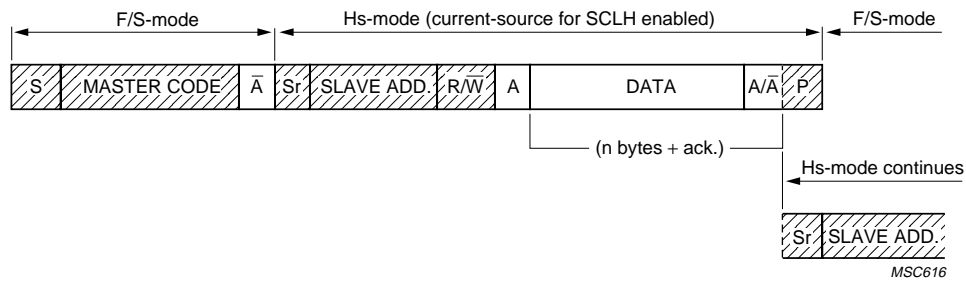 F/S-mode Hs-mode (current-source for SCLH enabled) F/S-mode
S MASTER CODE A̅ Sr SLAVE ADD. R/W̅ A DATA A/A̅ P
(n bytes + ack.)
Hs-mode continues
Sr SLAVE ADD.
MSC616